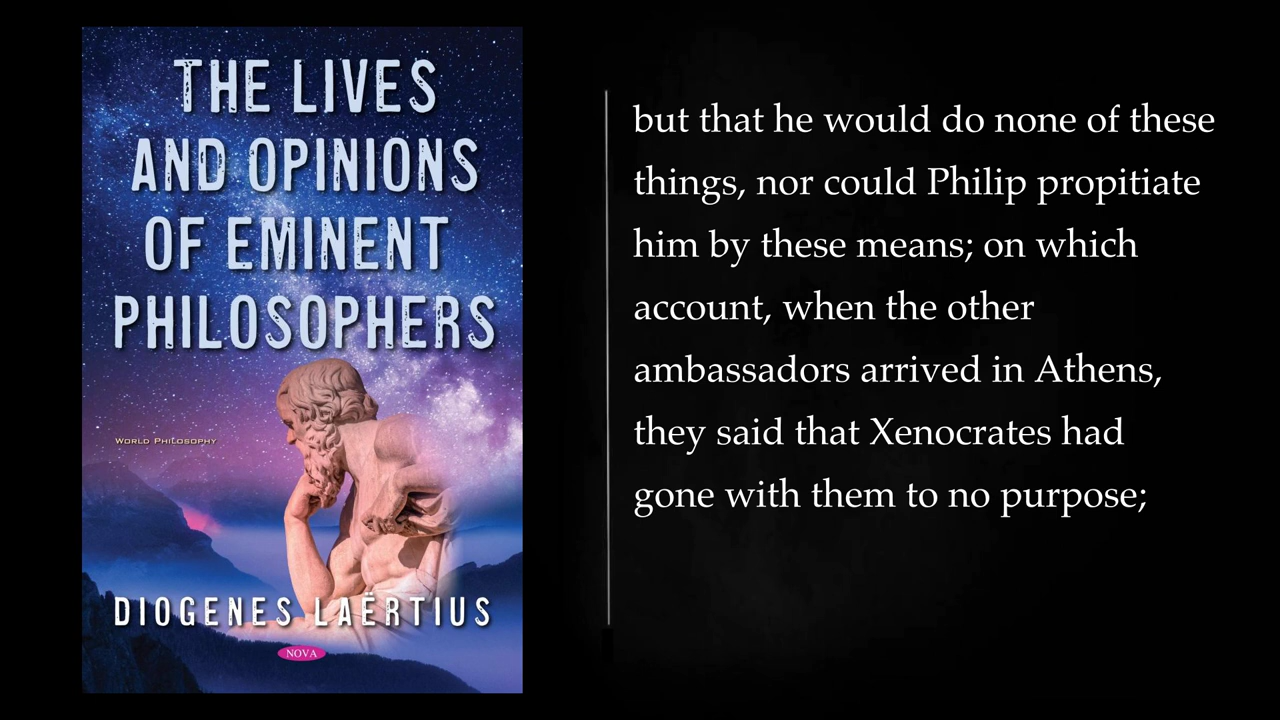 THE LIVES
AND OPINIONS
OF EMINENT
PHILOSOPHERS
WORLD PHILOSOPHY
DIOGENES LAËRTIUS
NOVA
but that he would do none of these
things, nor could Philip propitiate
him by these means; on which
account, when the other
ambassadors arrived in Athens,
they said that Xenocrates had
gone with them to no purpose;